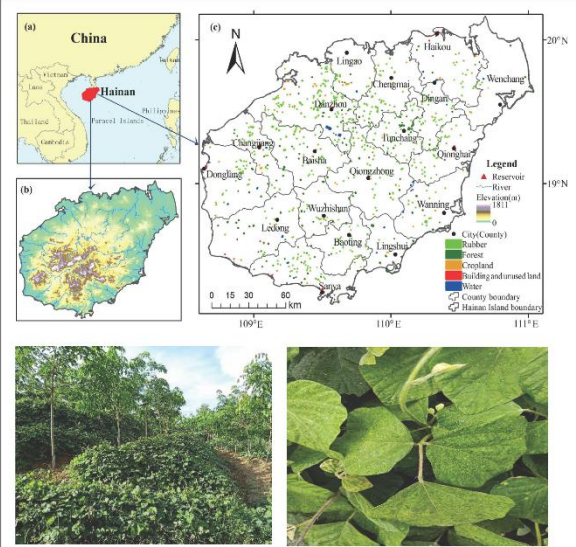 (a)
China
Vietnam
Laos
Hainan
Thailand
Paracel Islands
Cambodia
(b)
(c)
N
20°N
19°N
Haikou
Lingao
Wenchang
Chengmai
Dingan
Danzhou
Tunchang
Changjiang
Qionghai
Baisha
Dongfang
Qiongzhong
Wanning
Wuzhishan
Ledong
Baoting
Lingshui
Sanya
0 15 30 60
km
109°E
110°E
111°E
Legend
Reservoir
River
Elevation(m)
1811
0
City(County)
Rubber
Forest
Cropland
Building and unused land
Water
County boundary
Hainan Island boundary